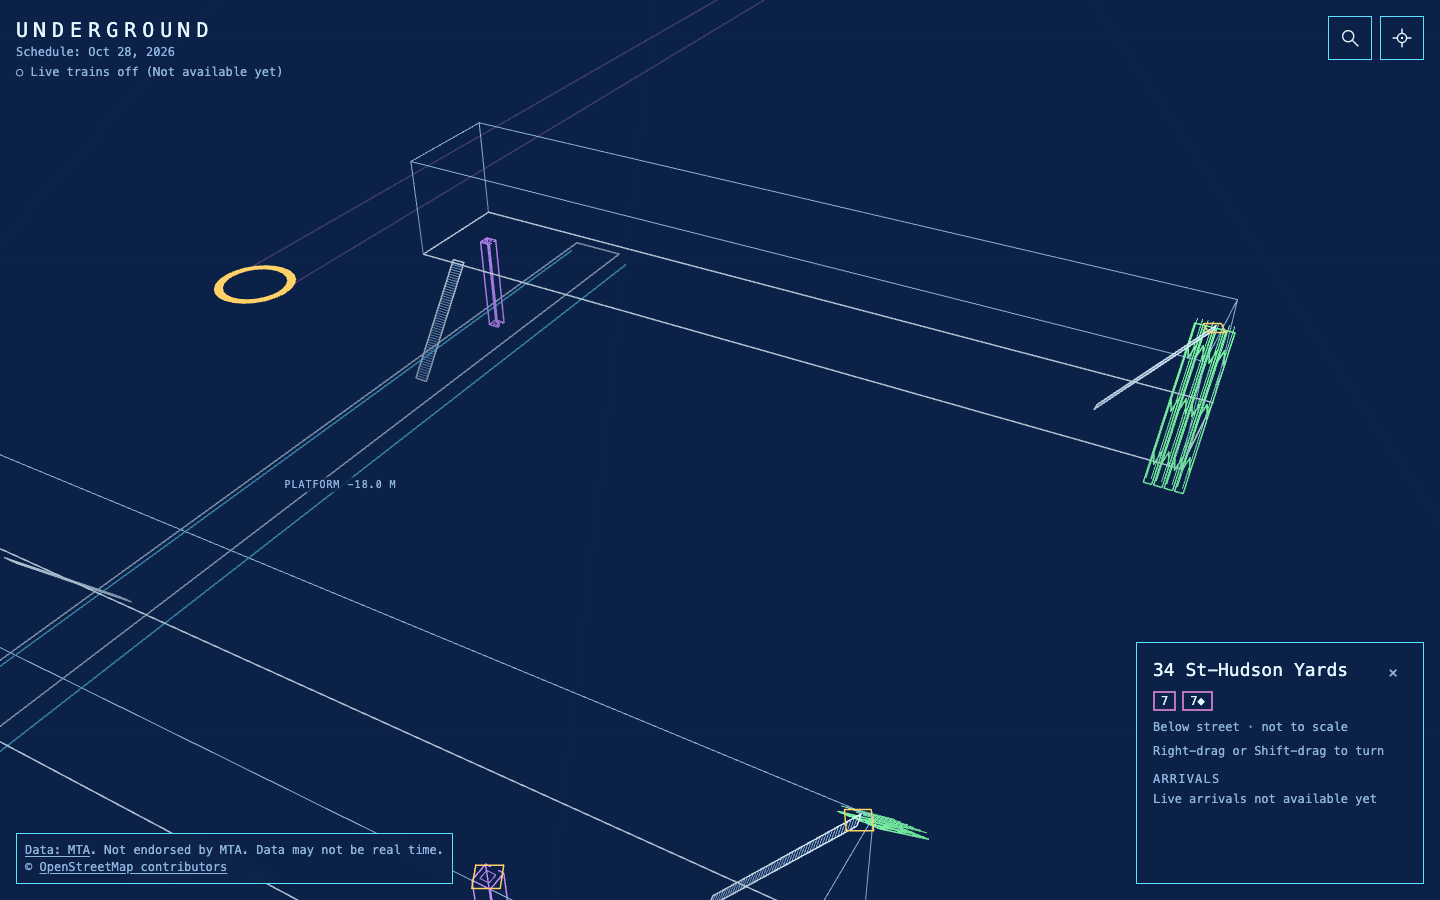 UNDERGROUND
Schedule: Oct 28, 2026
○ Live trains off (Not available yet)
PLATFORM −18.0 M
34 St–Hudson Yards
×
7 7◆
Below street · not to scale
Right-drag or Shift-drag to turn
ARRIVALS
Live arrivals not available yet
Data: MTA. Not endorsed by MTA. Data may not be real time.
© OpenStreetMap contributors